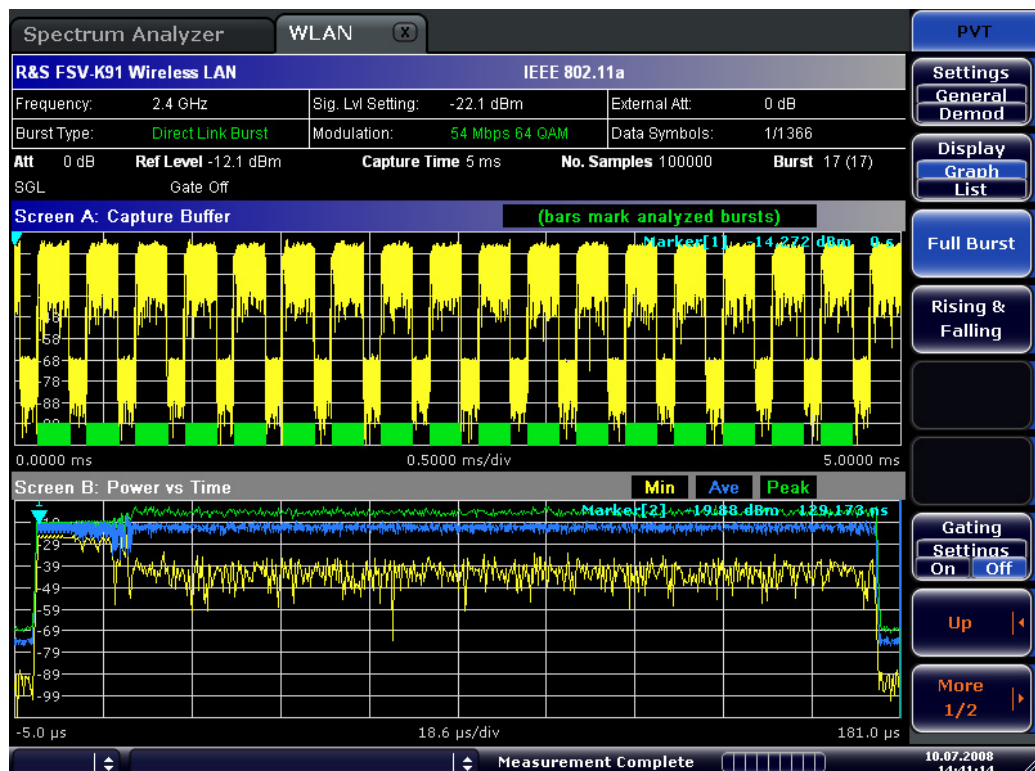 Spectrum Analyzer WLAN X PVT
R&S FSV-K91 Wireless LAN IEEE 802.11a
Frequency: 2.4 GHz Sig. Lvl Setting: -22.1 dBm External Att: 0 dB
Burst Type: Direct Link Burst Modulation: 54 Mbps 64 QAM Data Symbols: 1/1366
Att 0 dB Ref Level -12.1 dBm Capture Time 5 ms No. Samples 100000 Burst 17 (17)
SGL Gate Off
Screen A: Capture Buffer (bars mark analyzed bursts)
Marker[1] -14.272 dBm 0 s
-58
-68
-78
-88
0.0000 ms 0.5000 ms/div 5.0000 ms
Screen B: Power vs Time Min Ave Peak
1
Marker[2] -19.88 dBm 129.173 ns
-19
-29
-39
-49
-59
-69
-79
-89
-99
-5.0 µs 18.6 µs/div 181.0 µs
Measurement Complete
Settings
General
Demod
Display
Graph
List
Full Burst
Rising &
Falling
Gating
Settings
On Off
Up
More
1/2
10.07.2008
14:41:14